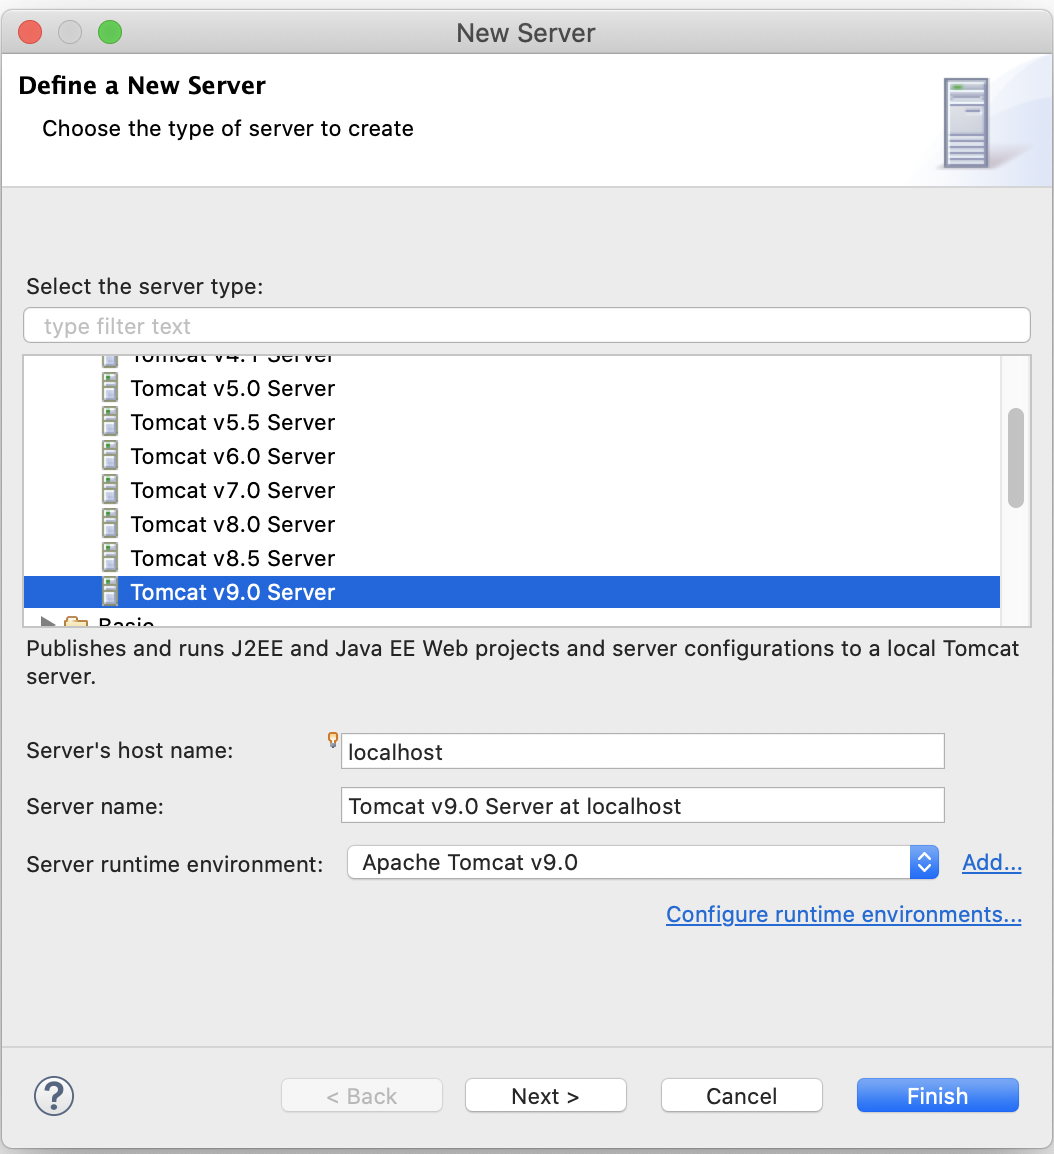 New Server
Define a New Server
Choose the type of server to create
Select the server type:
type filter text
Tomcat v4.1 Server
Tomcat v5.0 Server
Tomcat v5.5 Server
Tomcat v6.0 Server
Tomcat v7.0 Server
Tomcat v8.0 Server
Tomcat v8.5 Server
Tomcat v9.0 Server
Basic
Publishes and runs J2EE and Java EE Web projects and server configurations to a local Tomcat
server.
Server's host name: localhost
Server name: Tomcat v9.0 Server at localhost
Server runtime environment: Apache Tomcat v9.0 Add...
Configure runtime environments...
? < Back Next > Cancel Finish